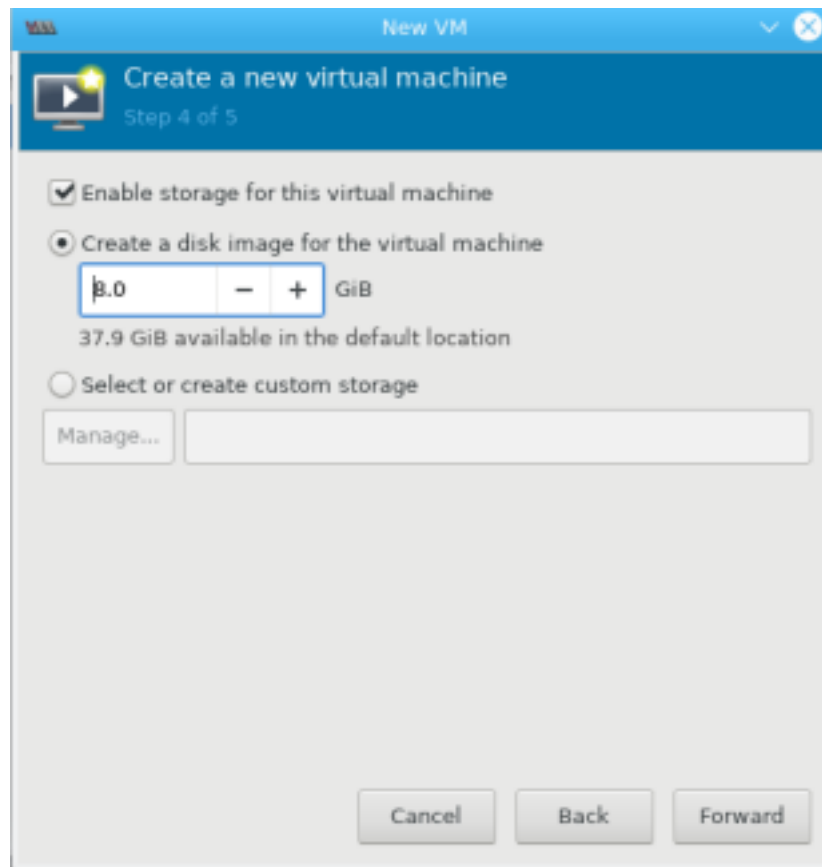 New VM
Create a new virtual machine
Step 4 of 5
Enable storage for this virtual machine
Create a disk image for the virtual machine
8.0 − + GiB
37.9 GiB available in the default location
Select or create custom storage
Manage...
Cancel Back Forward